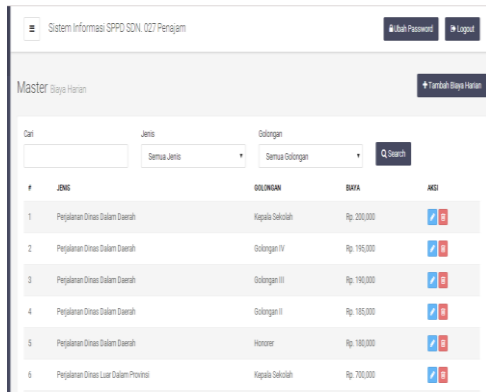 Sistem Informasi SPPD SDN. 027 Penajam Ubah Password Logout
Master Biaya Harian +Tambah Biaya Harian
Cari Jenis Golongan
Semua Jenis Semua Golongan Search
# JENIS GOLONGAN BIAYA AKSI
1 Perjalanan Dinas Dalam Daerah Kepala Sekolah Rp. 200,000
2 Perjalanan Dinas Dalam Daerah Golongan IV Rp. 195,000
3 Perjalanan Dinas Dalam Daerah Golongan III Rp. 190,000
4 Perjalanan Dinas Dalam Daerah Golongan II Rp. 185,000
5 Perjalanan Dinas Dalam Daerah Honorer Rp. 180,000
6 Perjalanan Dinas Luar Dalam Provinsi Kepala Sekolah Rp. 700,000